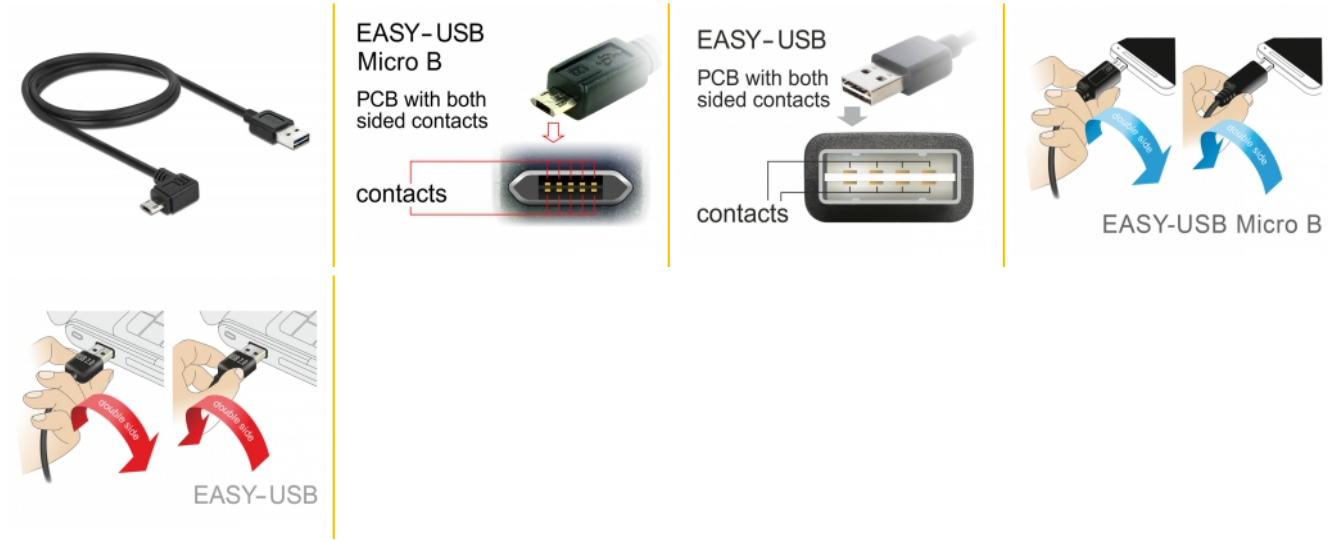 EASY-USB
Micro B
PCB with both
sided contacts
contacts
EASY-USB
PCB with both
sided contacts
contacts
double side
double side
EASY-USB Micro B
double side
double side
EASY-USB